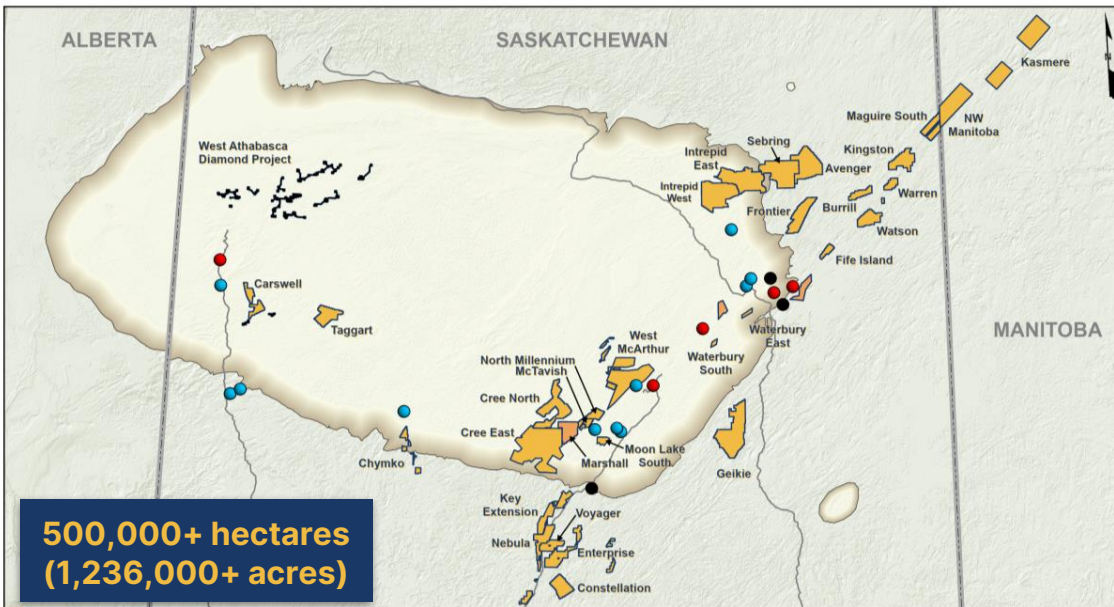 ALBERTA
SASKATCHEWAN
Kasmere
N
Maguire South
NW
Manitoba
West Athabasca
Diamond Project
Sebring
Intrepid
East
Kingston
Avenger
Intrepid
West
Warren
Frontier
Burrill
Watson
Fife Island
Carswell
Taggart
Waterbury
East
MANITOBA
West
McArthur
Waterbury
South
North Millennium
McTavish
Cree North
Cree East
Moon Lake
South
Marshall
Chymko
Geikie
Key
Extension
Voyager
Nebula
Enterprise
Constellation
500,000+ hectares
(1,236,000+ acres)